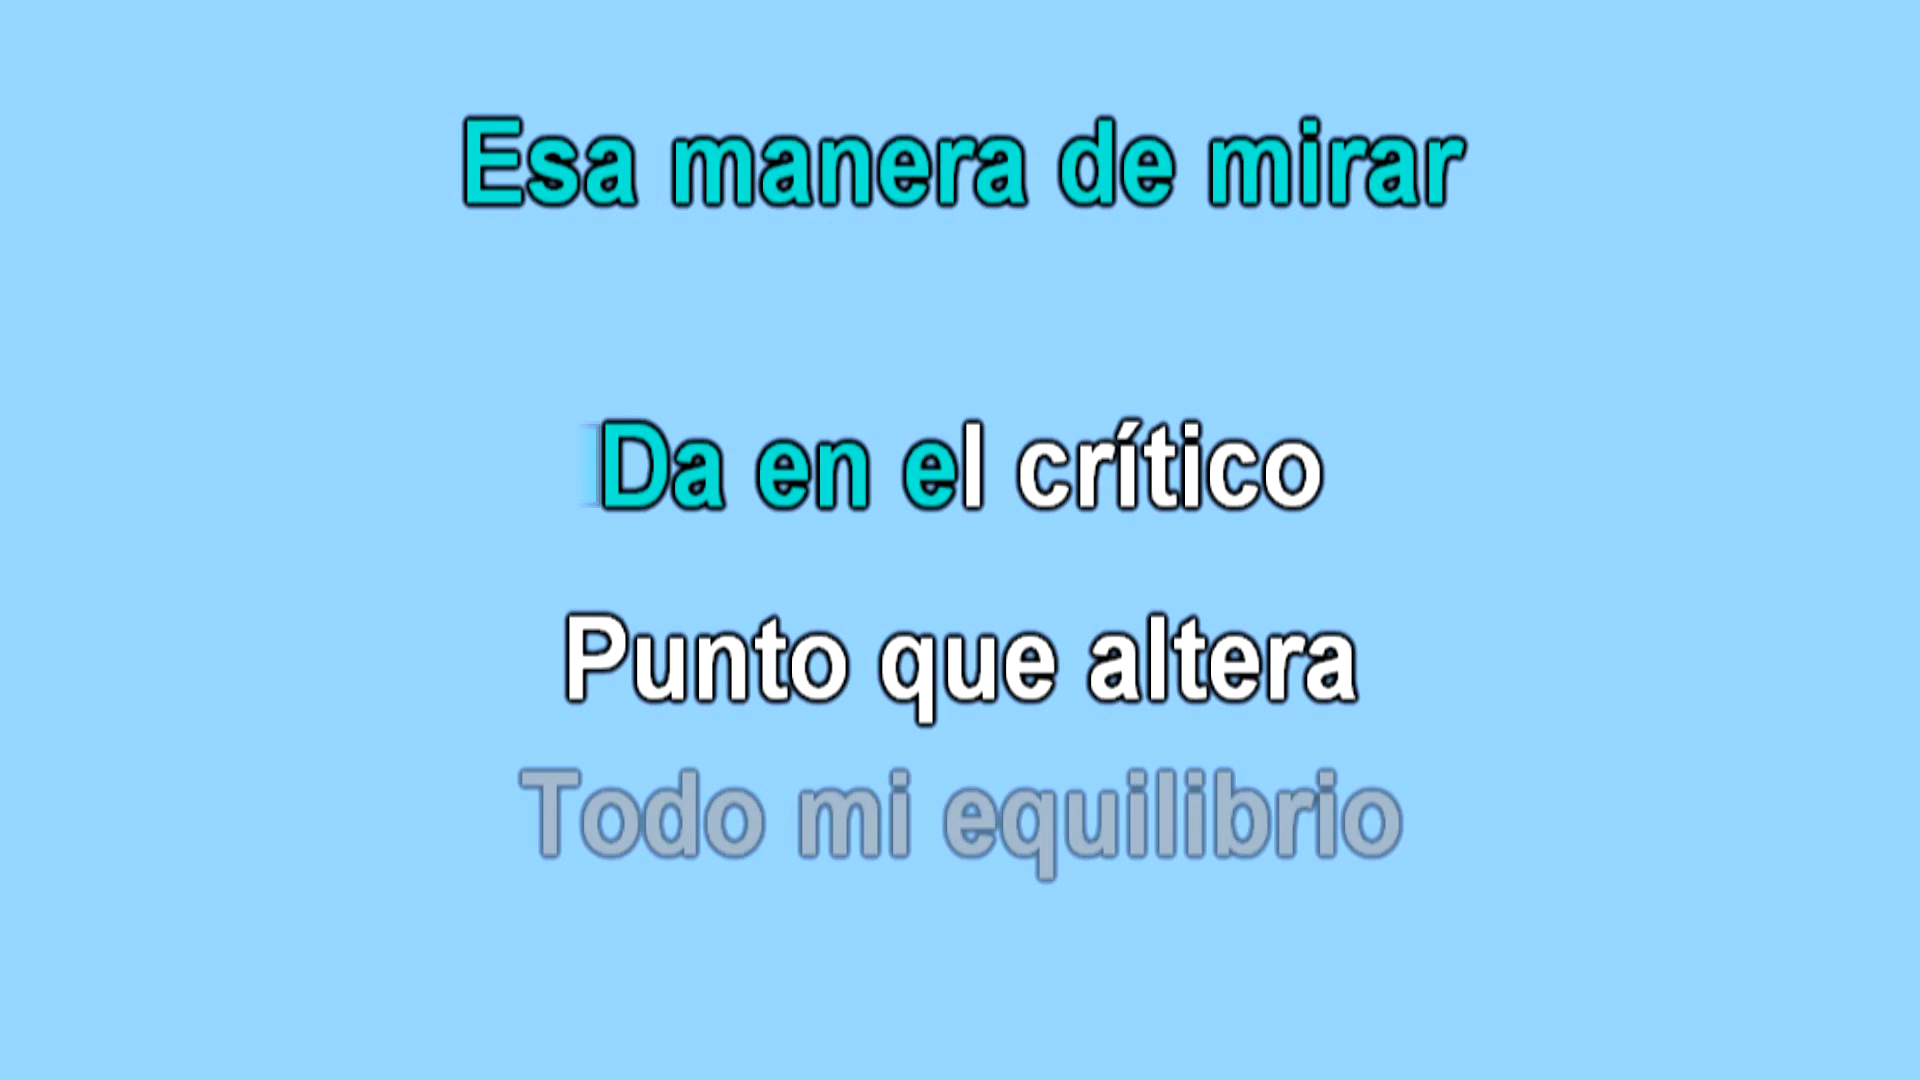 Esa manera de mirar
Da en el crítico
Punto que altera
Todo mi equilibrio